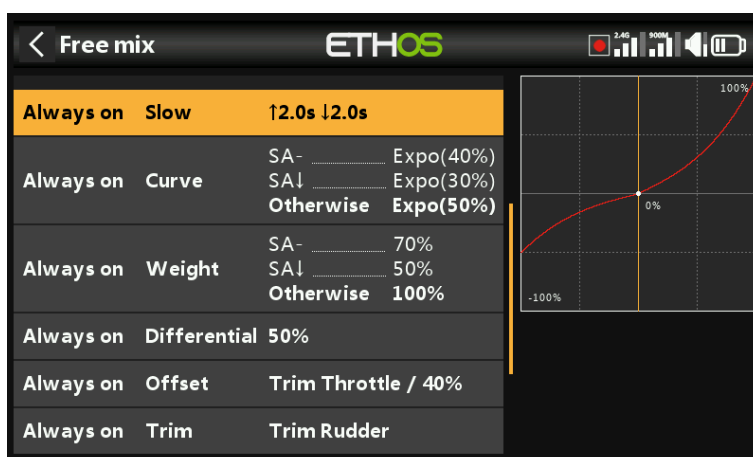 Free mix
ETHOS
2.4G
900M
Always on Slow ↑2.0s ↓2.0s
Always on Curve
SA- Expo(40%)
SA↓ Expo(30%)
Otherwise Expo(50%)
Always on Weight
SA- 70%
SA↓ 50%
Otherwise 100%
Always on Differential 50%
Always on Offset Trim Throttle / 40%
Always on Trim Trim Rudder
100%
0%
-100%